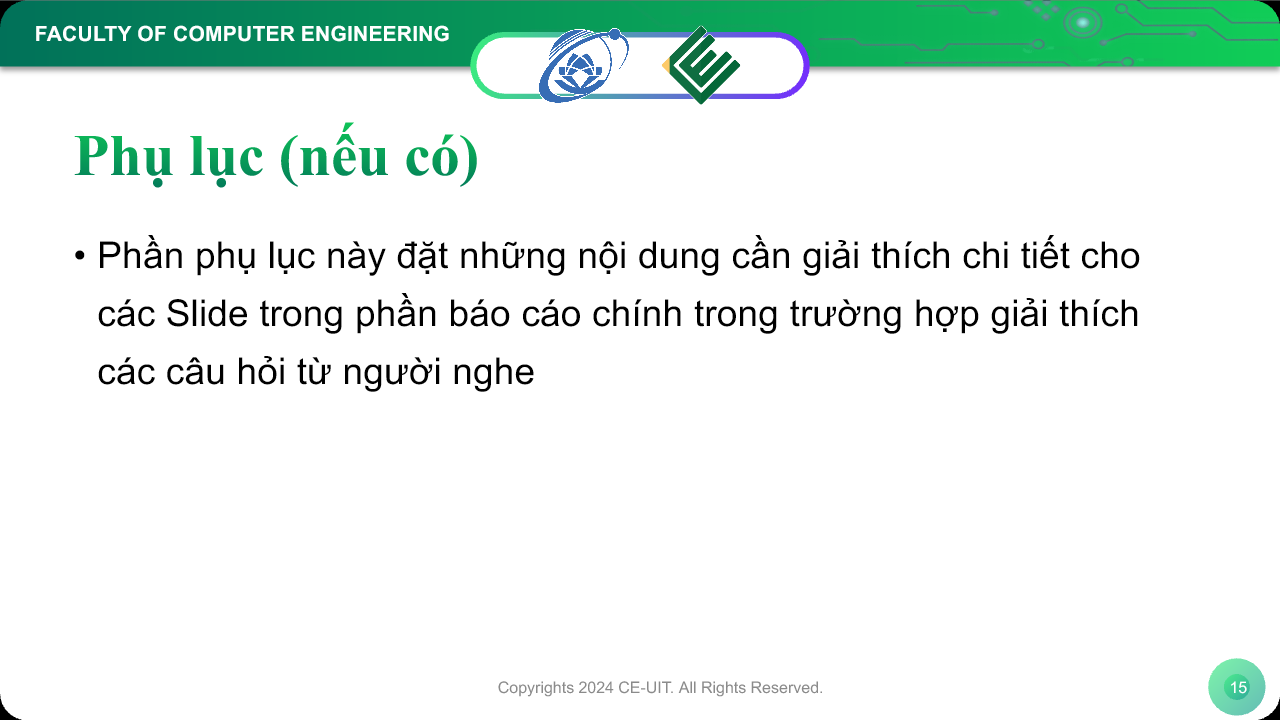 FACULTY OF COMPUTER ENGINEERING
Phụ lục (nếu có)
• Phần phụ lục này đặt những nội dung cần giải thích chi tiết cho
các Slide trong phần báo cáo chính trong trường hợp giải thích
các câu hỏi từ người nghe
Copyrights 2024 CE-UIT. All Rights Reserved.
15